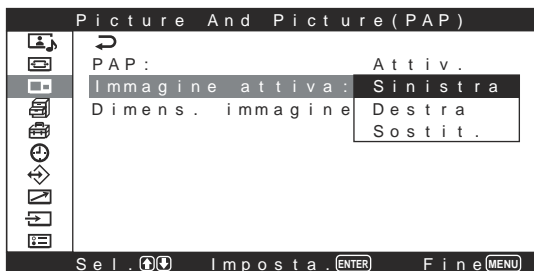 Picture And Picture(PAP)
PAP: Attiv.
Immagine attiva: Sinistra
Dimens. immagine Destra
Sostit.
Sel. Imposta. ENTER Fine MENU